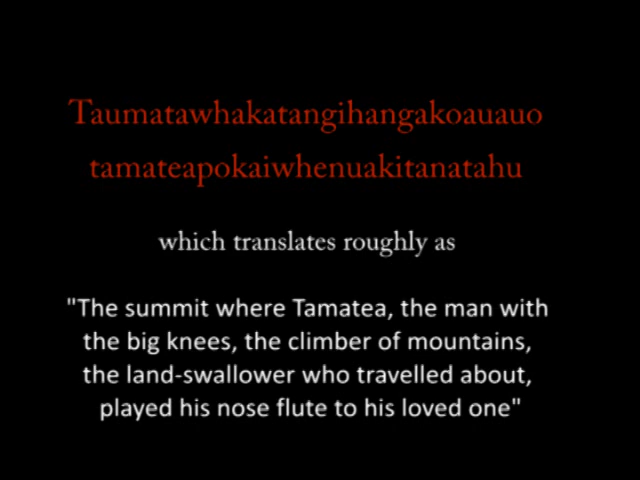 Taumatawhakatangihangakoauauo
tamateapokaiwhenuakitanatahu
which translates roughly as
"The summit where Tamatea, the man with
the big knees, the climber of mountains,
the land-swallower who travelled about,
played his nose flute to his loved one"